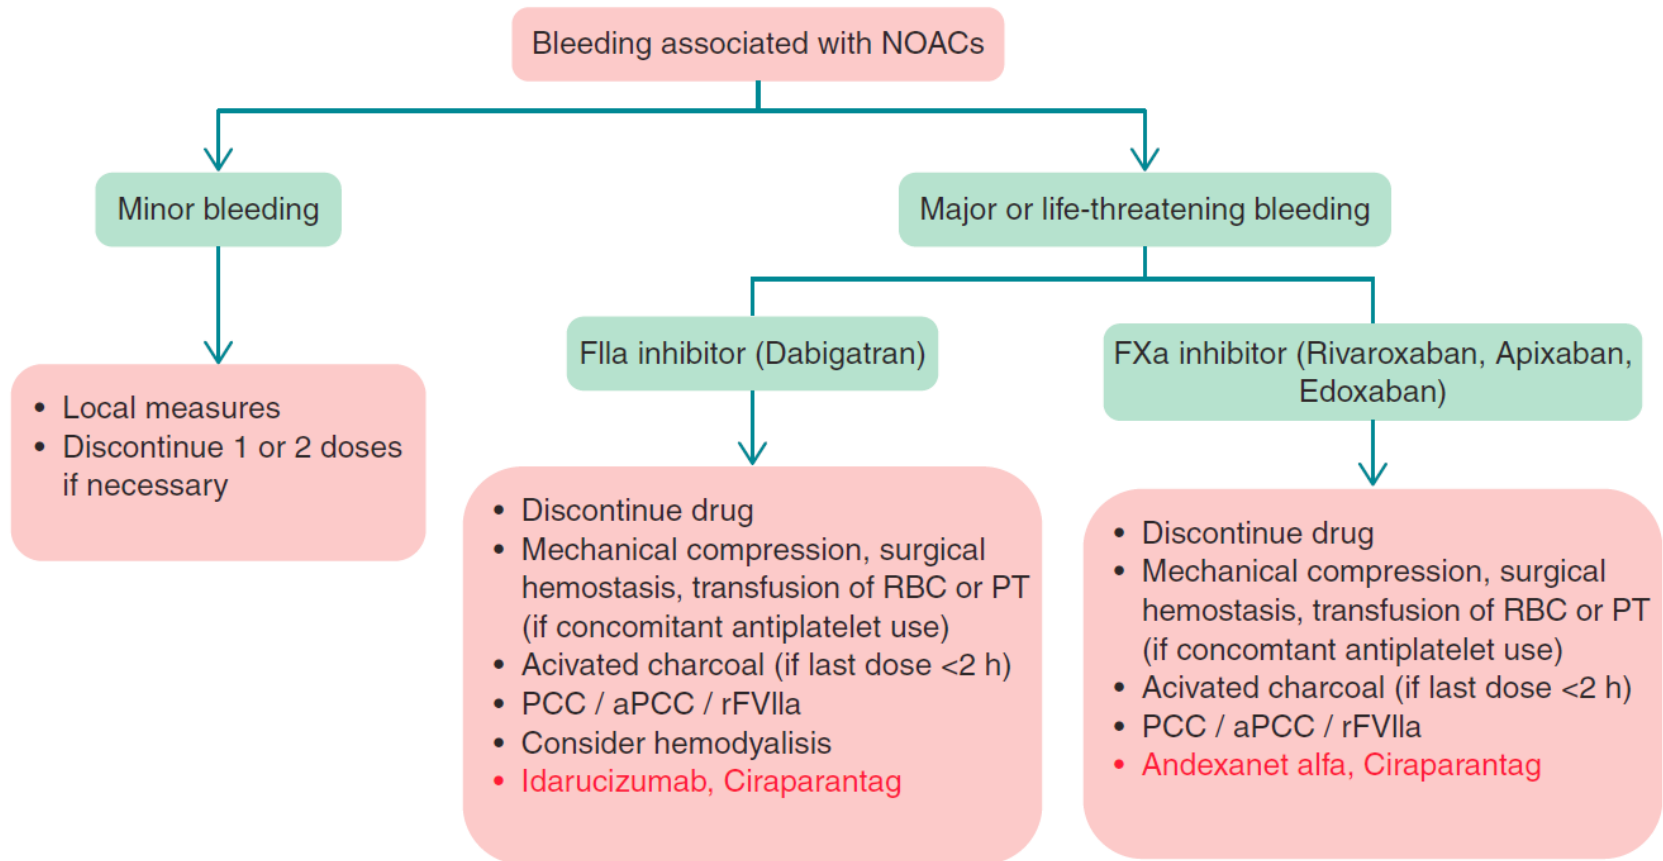 Bleeding associated with NOACs
Minor bleeding
Major or life-threatening bleeding
• Local measures
• Discontinue 1 or 2 doses
if necessary
FIIa inhibitor (Dabigatran)
• Discontinue drug
• Mechanical compression, surgical
hemostasis, transfusion of RBC or PT
(if concomitant antiplatelet use)
• Acivated charcoal (if last dose <2 h)
• PCC / aPCC / rFVIIa
• Consider hemodyalisis
• Idarucizumab, Ciraparantag
FXa inhibitor (Rivaroxaban, Apixaban,
Edoxaban)
• Discontinue drug
• Mechanical compression, surgical
hemostasis, transfusion of RBC or PT
(if concomtant antiplatelet use)
• Acivated charcoal (if last dose <2 h)
• PCC / aPCC / rFVIIa
• Andexanet alfa, Ciraparantag